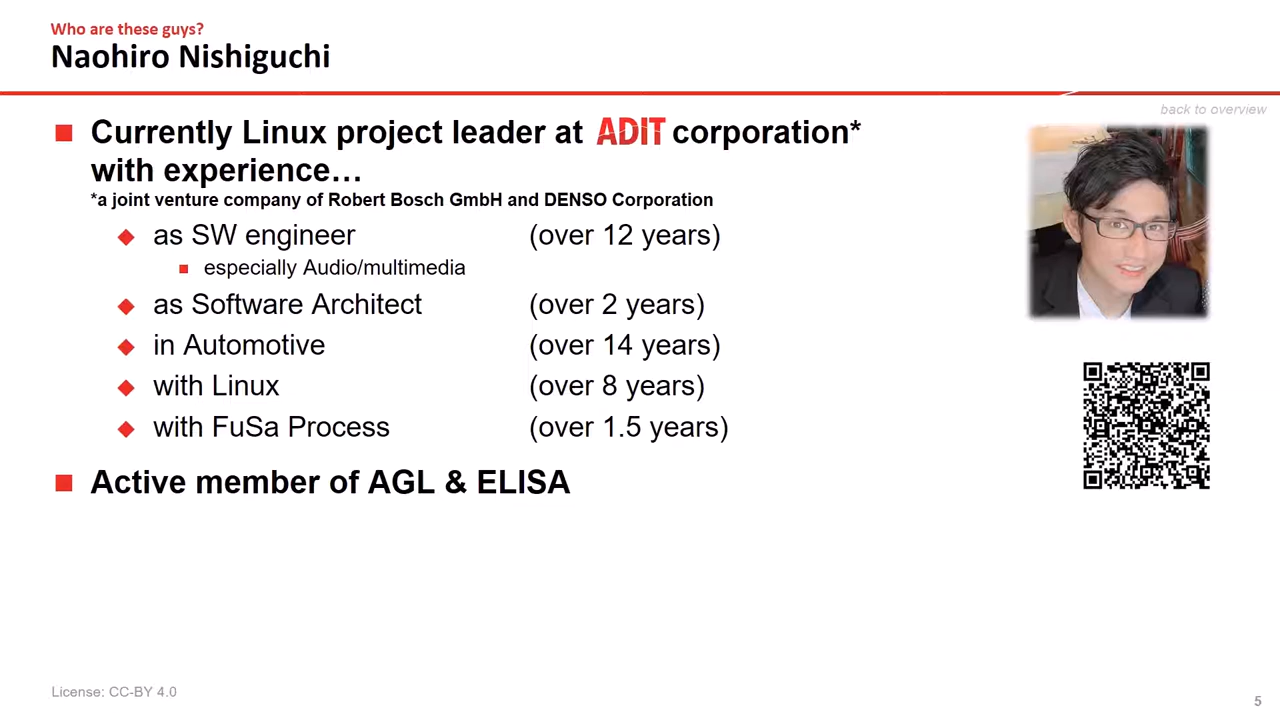 Who are these guys?
Naohiro Nishiguchi
back to overview
Currently Linux project leader at ADIT corporation*
with experience…
*a joint venture company of Robert Bosch GmbH and DENSO Corporation
as SW engineer (over 12 years)
especially Audio/multimedia
as Software Architect (over 2 years)
in Automotive (over 14 years)
with Linux (over 8 years)
with FuSa Process (over 1.5 years)
Active member of AGL & ELISA
License: CC-BY 4.0
5